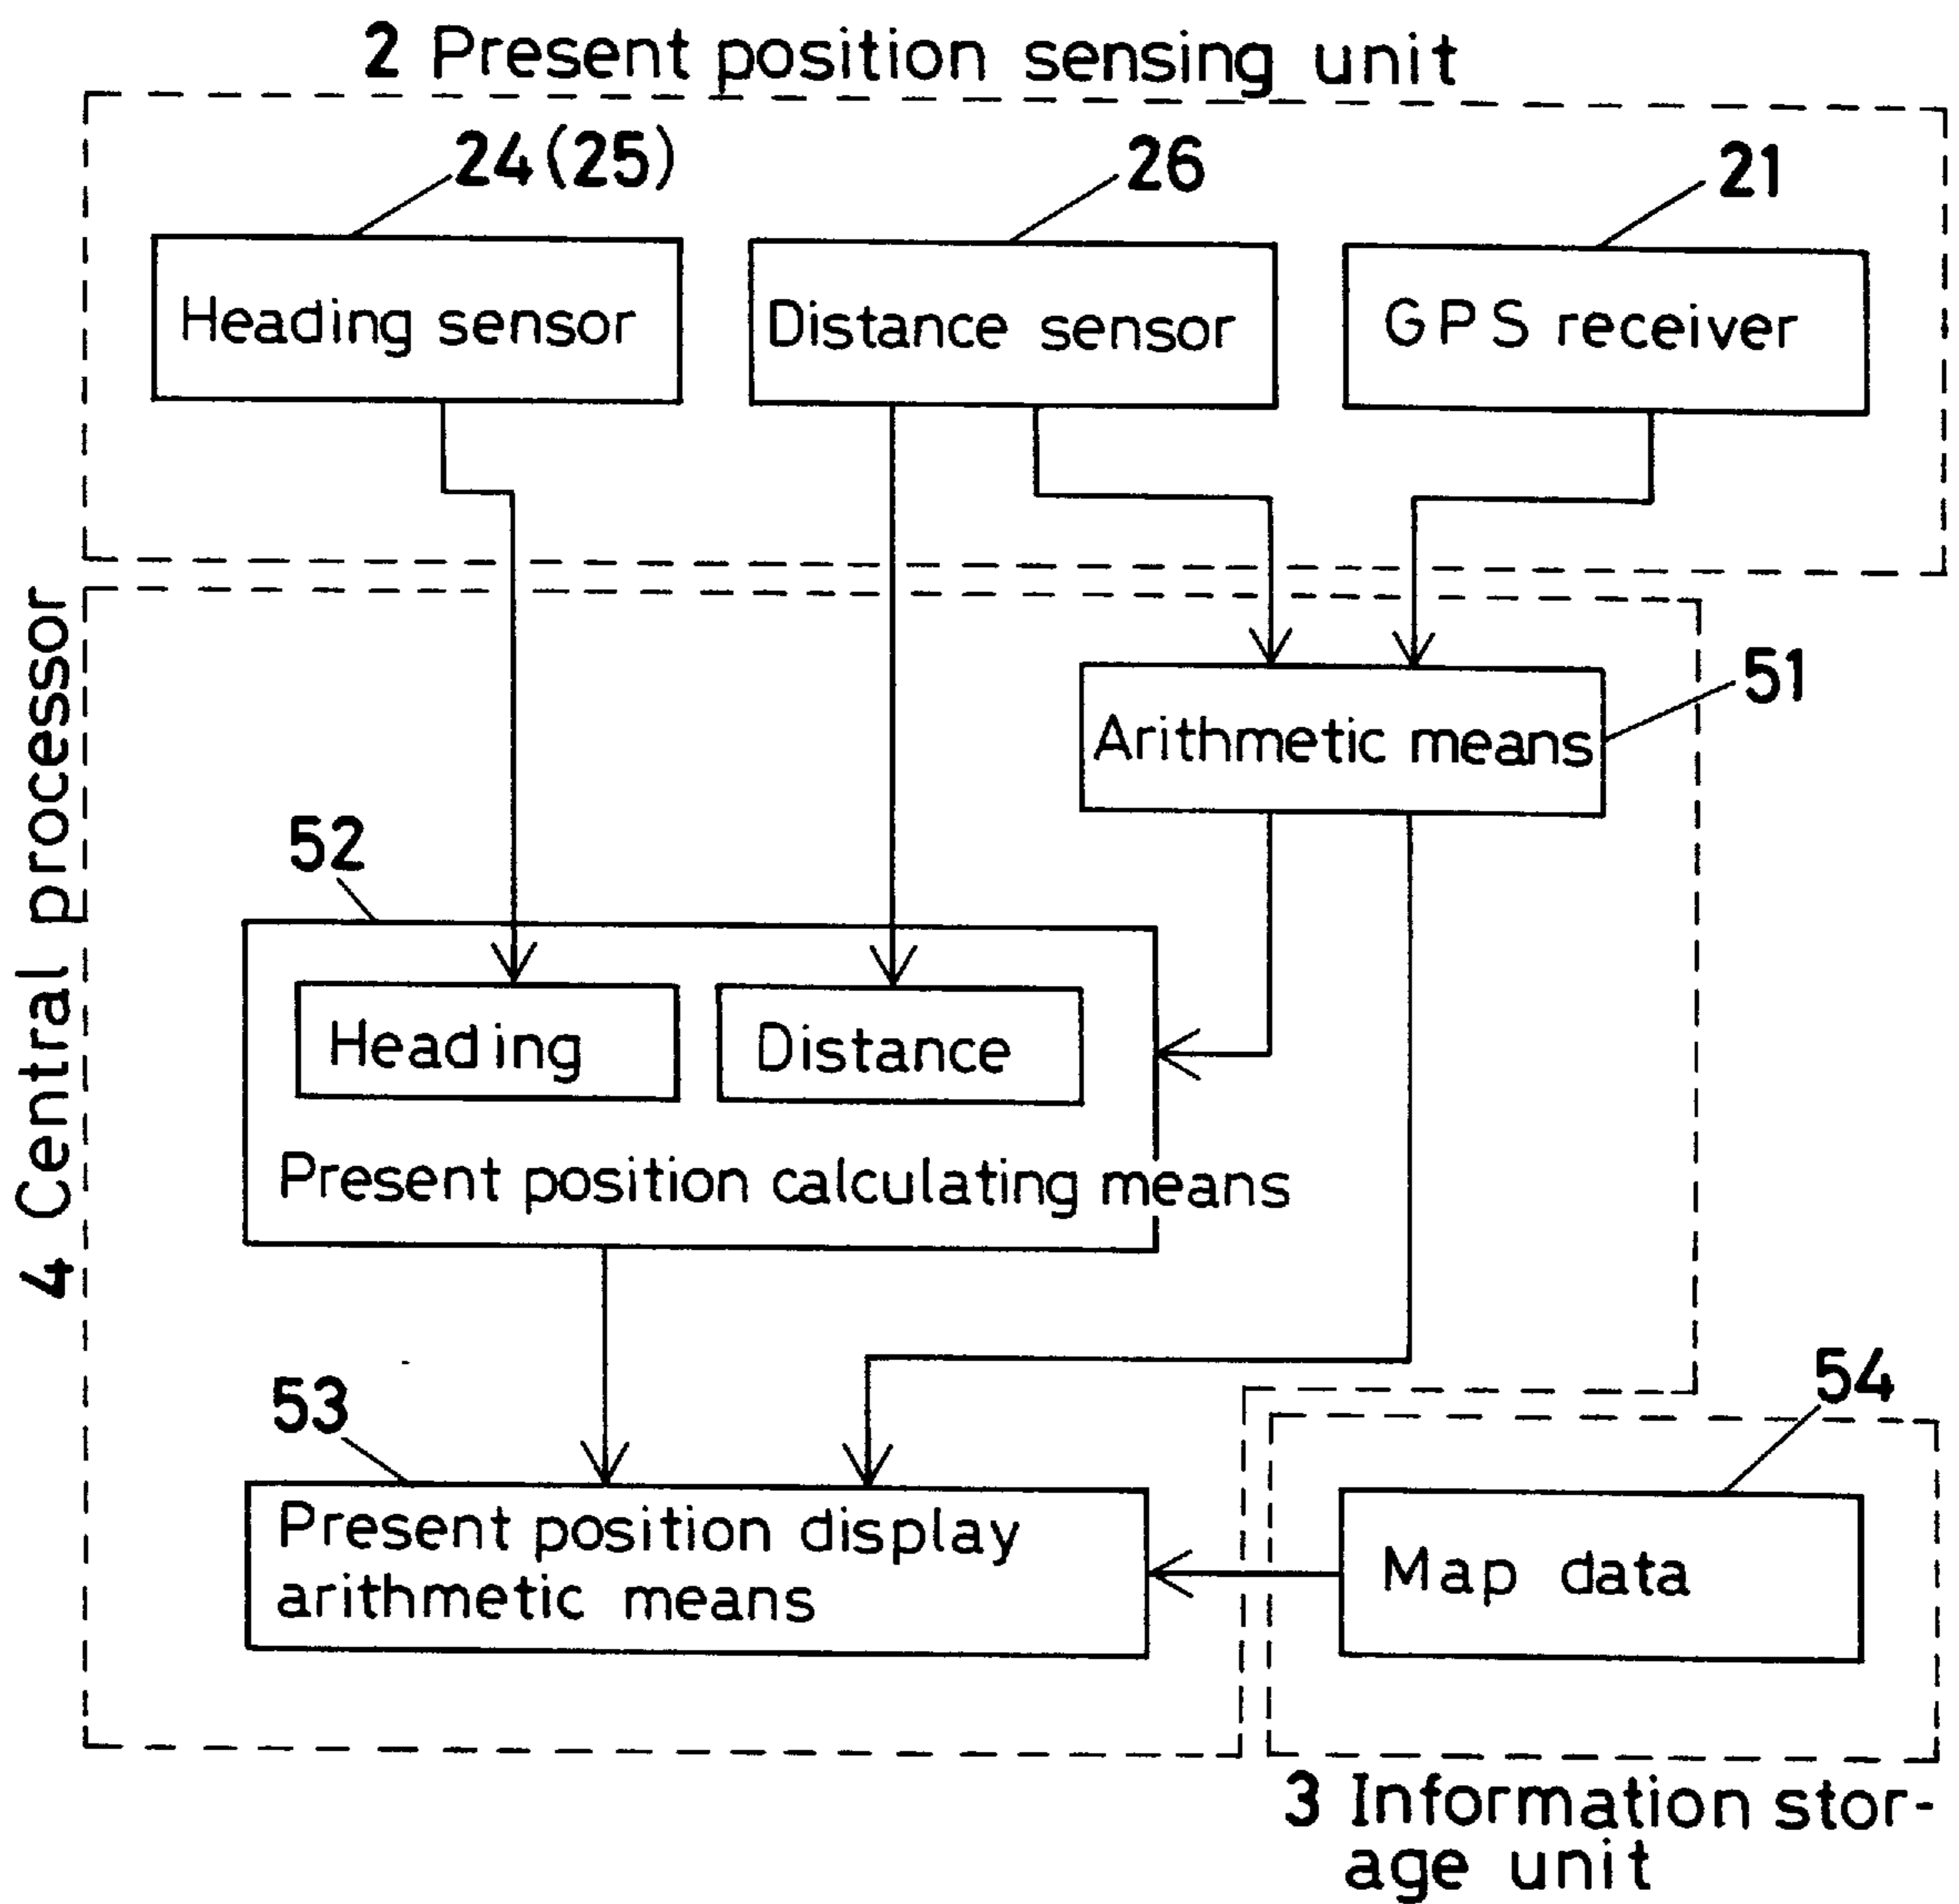 2 Present position sensing unit
24(25)
26
21
Heading sensor
Distance sensor
GPS receiver
4 Central processor
51
Arithmetic means
52
Heading
Distance
Present position calculating means
53
54
Present position display
arithmetic means
Map data
3 Information stor-
age unit